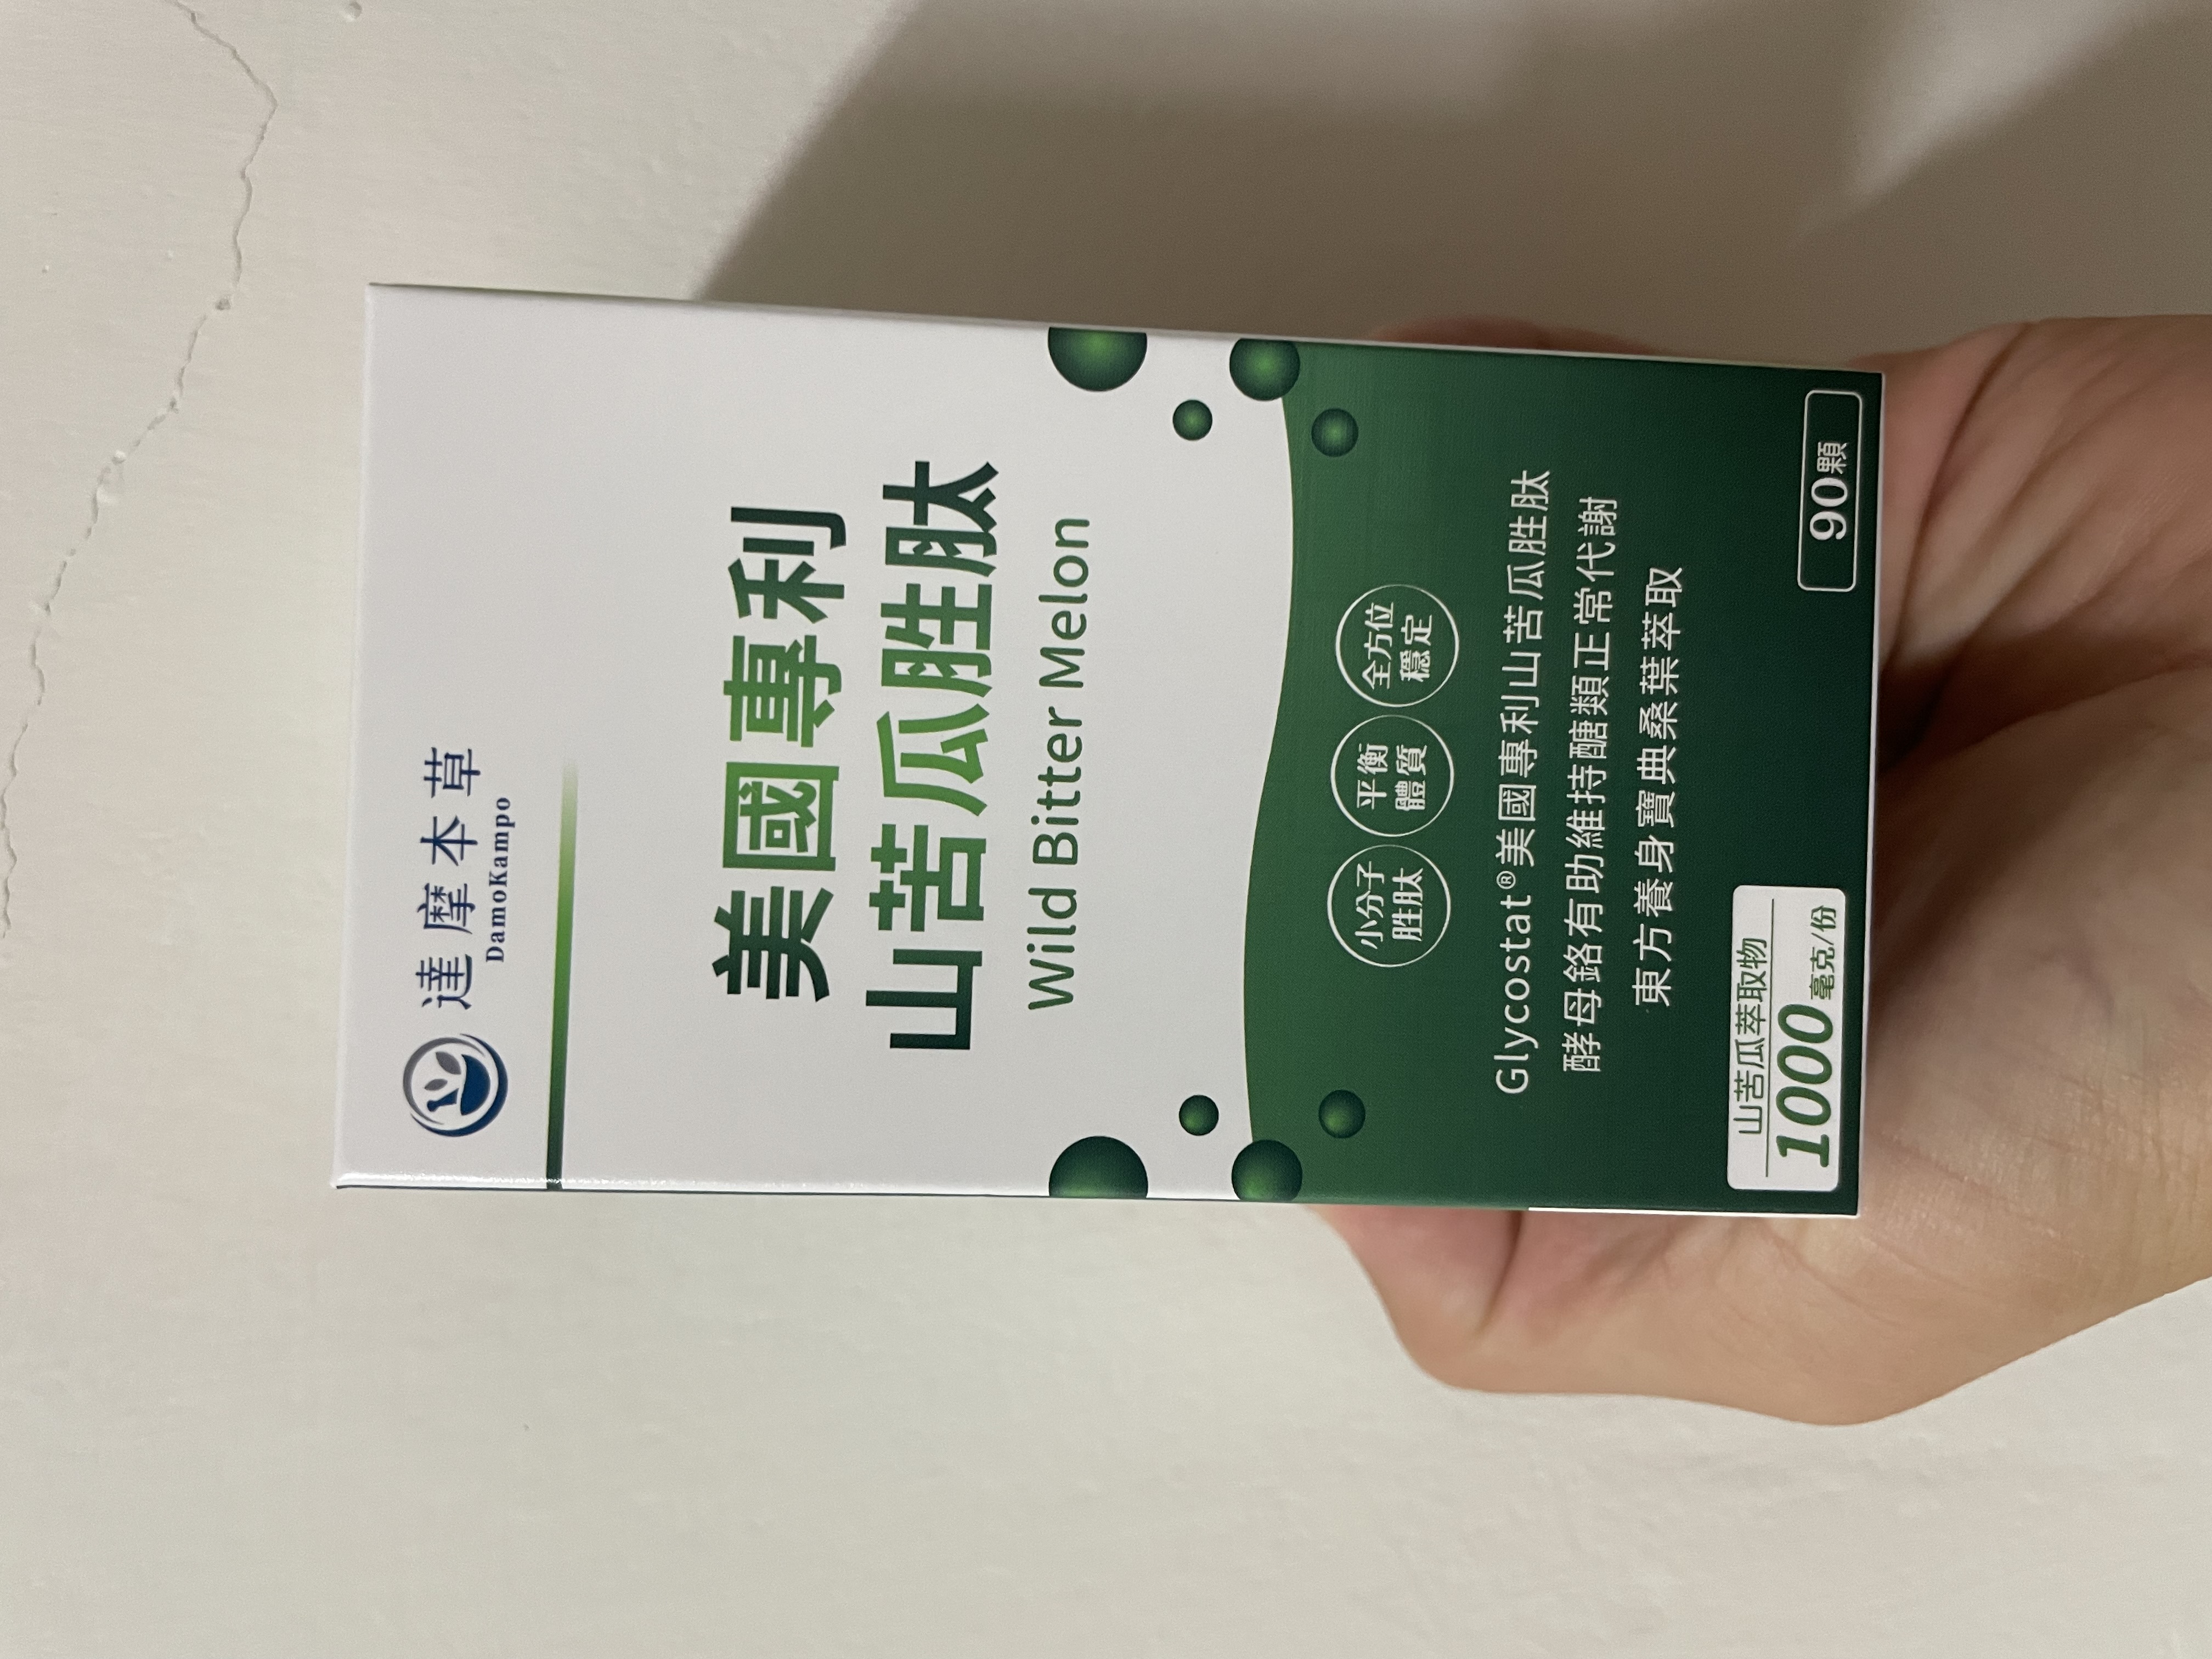 達摩本草
DamoKampo
美國專利
山苦瓜胜肽
Wild Bitter Melon
小分子
胜肽
平衡
體質
全方位
穩定
Glycostat®美國專利山苦瓜胜肽
酵母鉻有助維持醣類正常代謝
東方養身寶典桑葉萃取
山苦瓜萃取物
1000毫克/份
90顆